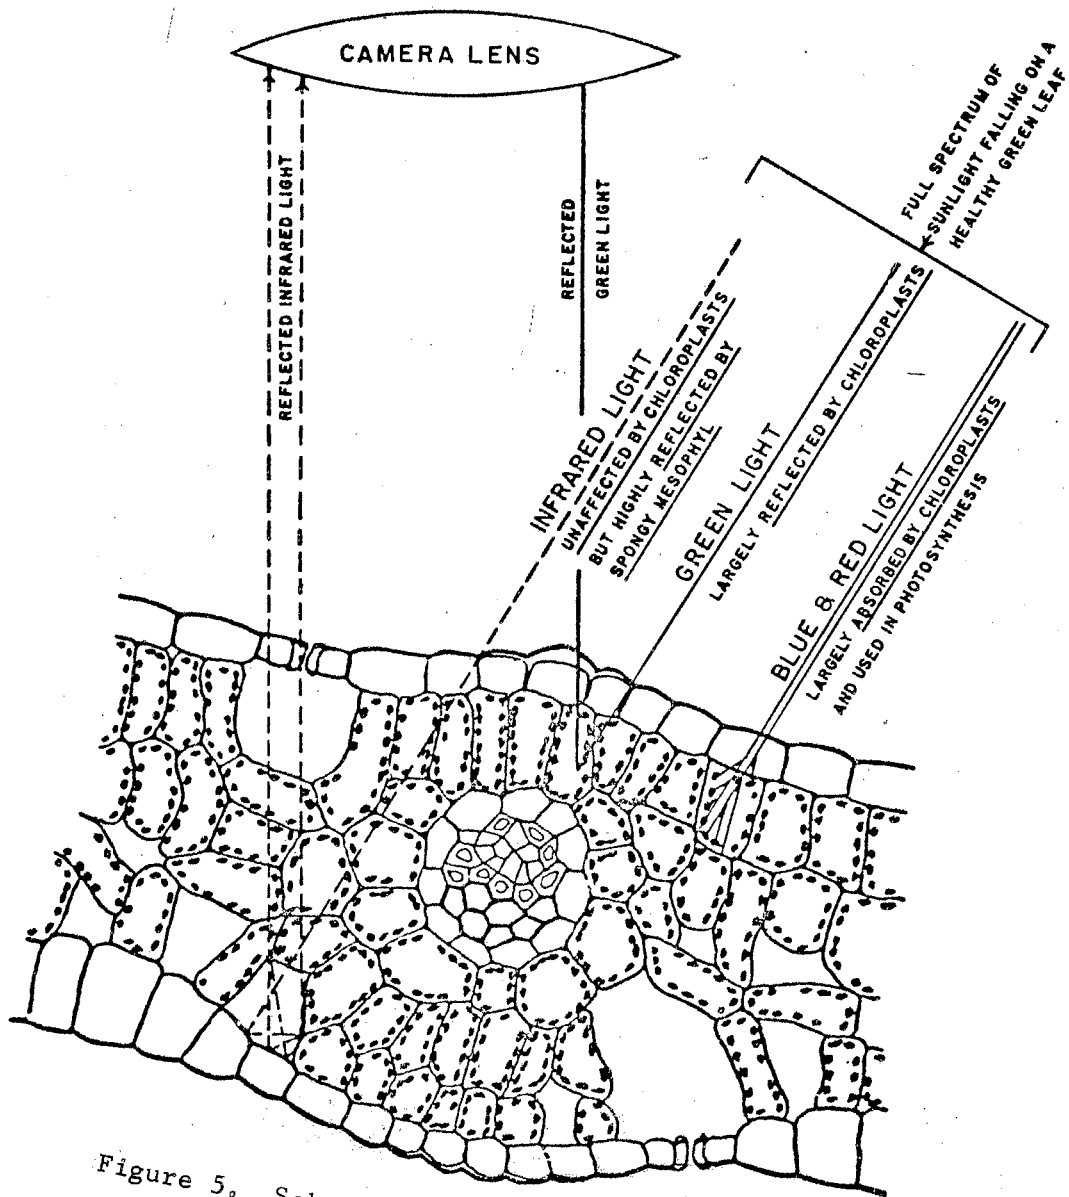 CAMERA LENS
REFLECTED INFRARED LIGHT
REFLECTED
GREEN LIGHT
FULL SPECTRUM OF
SUNLIGHT FALLING ON A
HEALTHY GREEN LEAF
INFRARED LIGHT
UNAFFECTED BY CHLOROPLASTS
BUT HIGHLY REFLECTED BY
SPONGY MESOPHYL
GREEN LIGHT
LARGELY REFLECTED BY CHLOROPLASTS
BLUE & RED LIGHT
LARGELY ABSORBED BY CHLOROPLASTS
AND USED IN PHOTOSYNTHESIS
Figure 5.